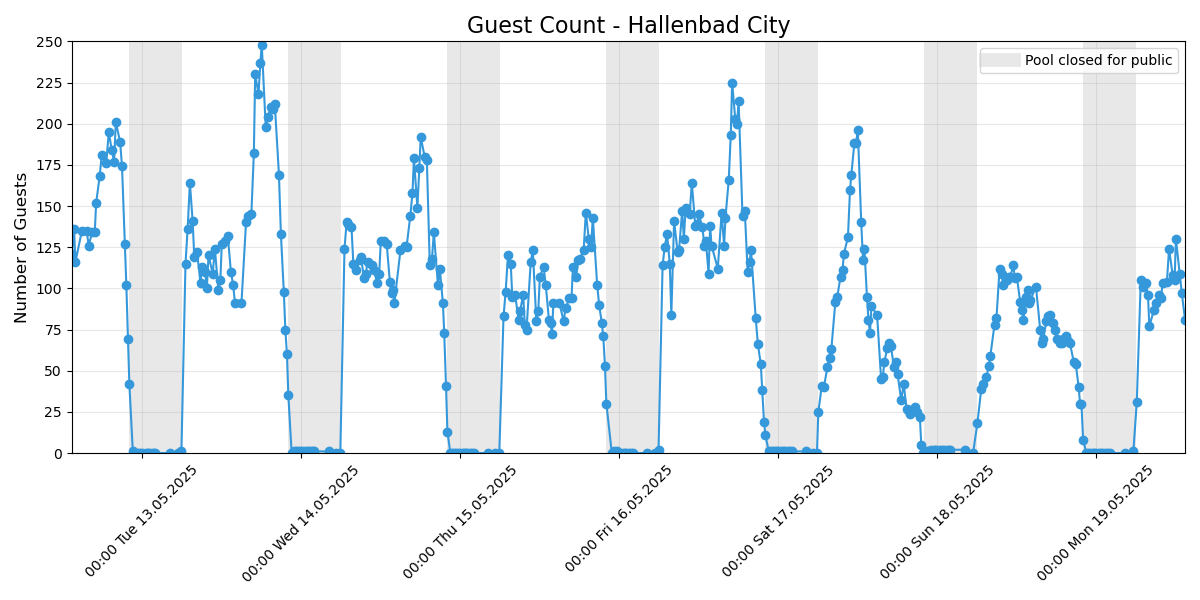 Guest Count - Hallenbad City
Pool closed for public
Number of Guests
250
225
200
175
150
125
100
75
50
25
0
00:00 Tue 13.05.2025
00:00 Wed 14.05.2025
00:00 Thu 15.05.2025
00:00 Fri 16.05.2025
00:00 Sat 17.05.2025
00:00 Sun 18.05.2025
00:00 Mon 19.05.2025